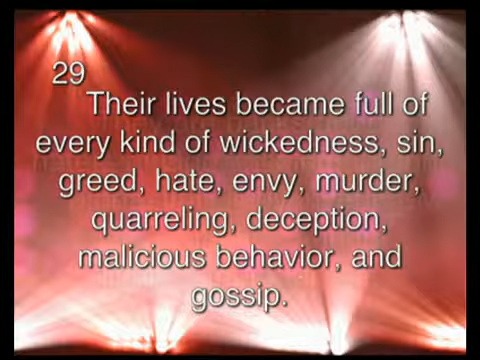 29
Their lives became full of
every kind of wickedness, sin,
greed, hate, envy, murder,
quarreling, deception,
malicious behavior, and
gossip.